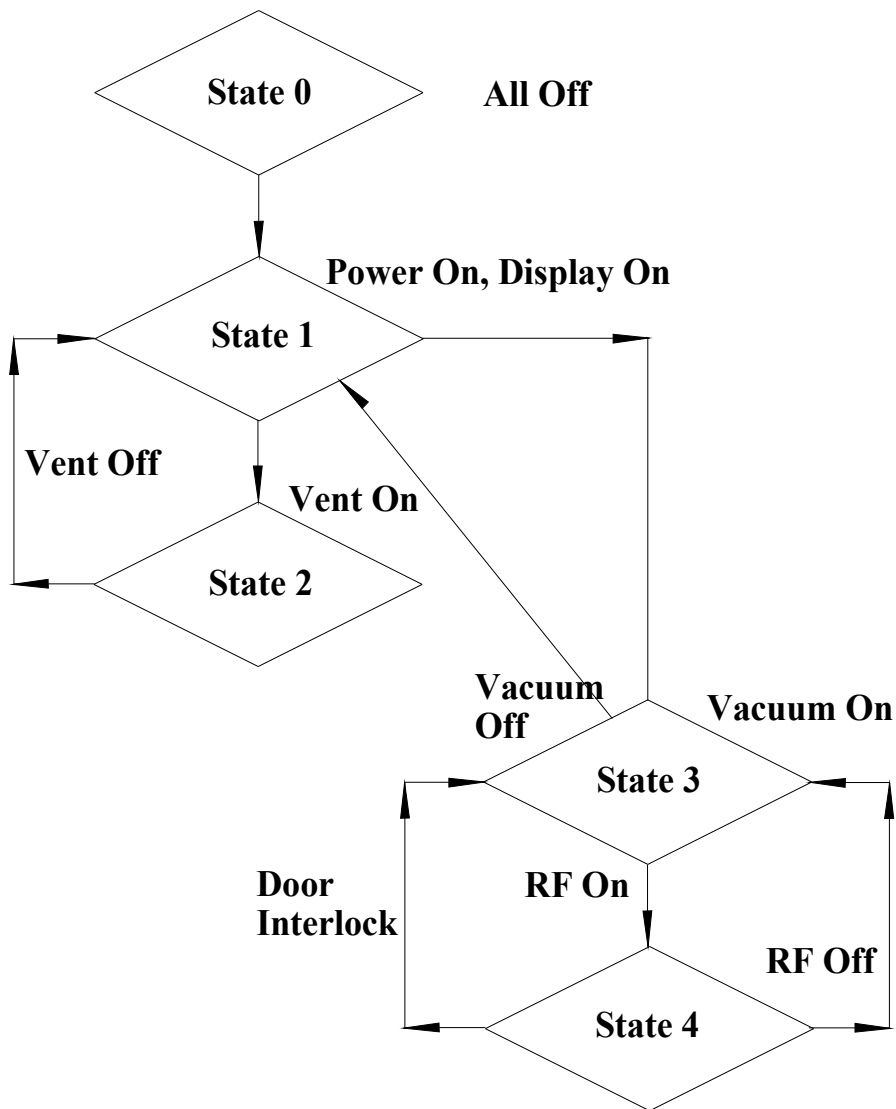 State 0
All Off
Power On, Display On
State 1
Vent Off
Vent On
State 2
Vacuum
Off
Vacuum On
State 3
Door
Interlock
RF On
RF Off
State 4